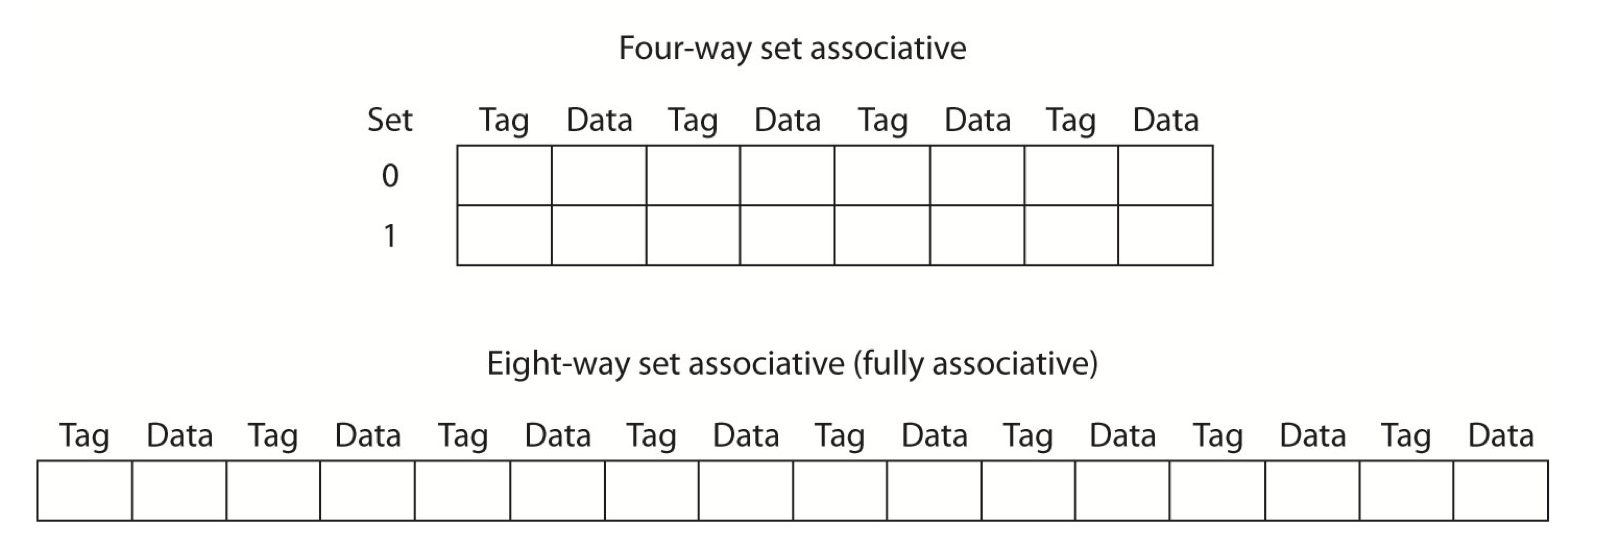 Four-way set associative
Set Tag Data Tag Data Tag Data Tag Data
0
1
Eight-way set associative (fully associative)
Tag Data Tag Data Tag Data Tag Data Tag Data Tag Data Tag Data Tag Data